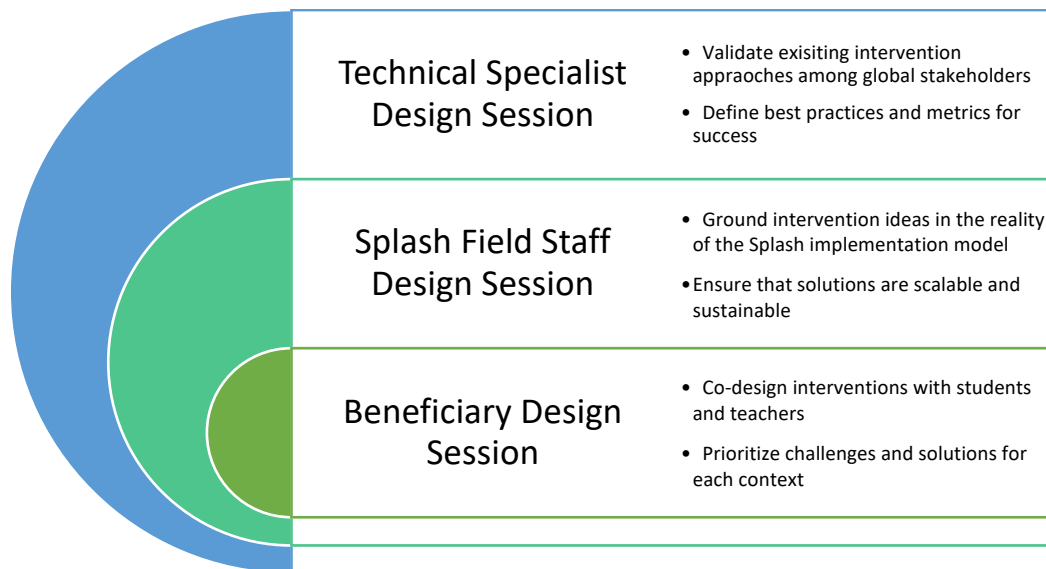 Technical Specialist
Design Session
• Validate exisiting intervention
appraoches among global stakeholders
• Define best practices and metrics for
success
Splash Field Staff
Design Session
• Ground intervention ideas in the reality
of the Splash implementation model
•Ensure that solutions are scalable and
sustainable
Beneficiary Design
Session
• Co-design interventions with students
and teachers
• Prioritize challenges and solutions for
each context